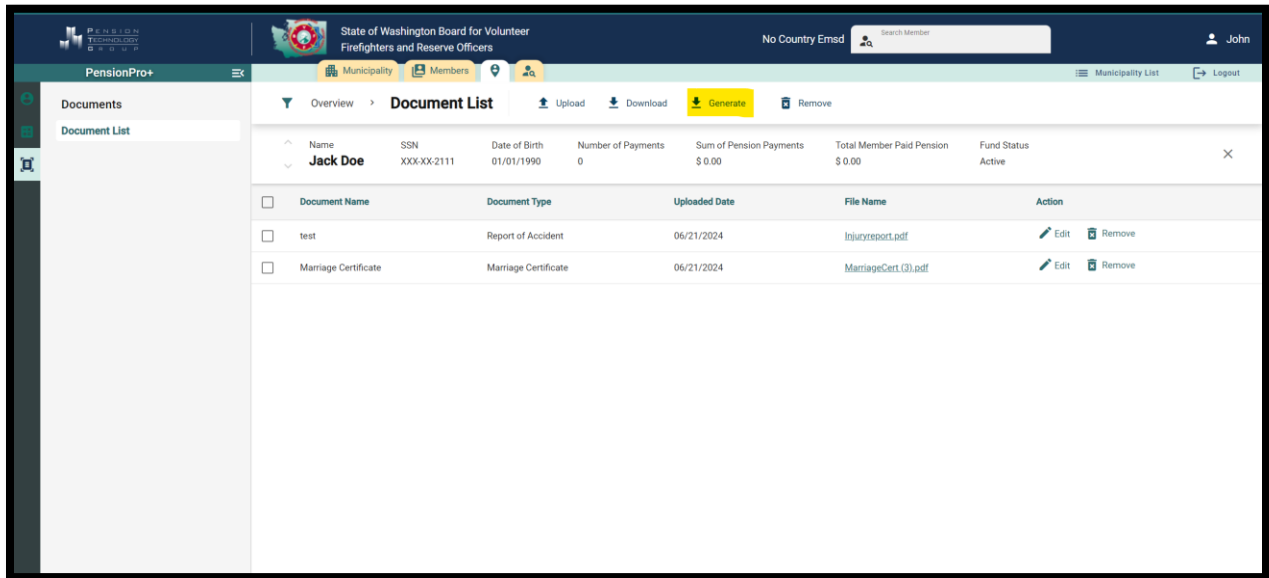 PENSION
TECHNOLOGY
GROUP
State of Washington Board for Volunteer
Firefighters and Reserve Officers
No Country Emsd
Search Member
John
PensionPro+
Municipality
Members
Municipality List
Logout
Documents
Document List
Overview > Document List
Upload
Download
Generate
Remove
Name SSN Date of Birth Number of Payments Sum of Pension Payments Total Member Paid Pension Fund Status
Jack Doe XXX-XX-2111 01/01/1990 0 $ 0.00 $ 0.00 Active
Document Name Document Type Uploaded Date File Name Action
test Report of Accident 06/21/2024 Injuryreport.pdf Edit Remove
Marriage Certificate Marriage Certificate 06/21/2024 MarriageCert (3).pdf Edit Remove